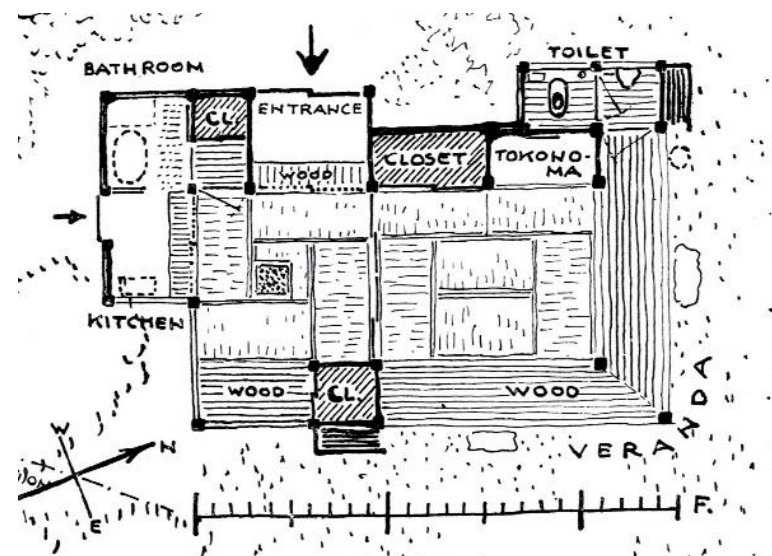 TOILET
BATHROOM
CL.
ENTRANCE
CLOSET
TOKONO-
MA
WOOD
KITCHEN
WOOD
CL.
WOOD
VERANDA
W
N
E
F.